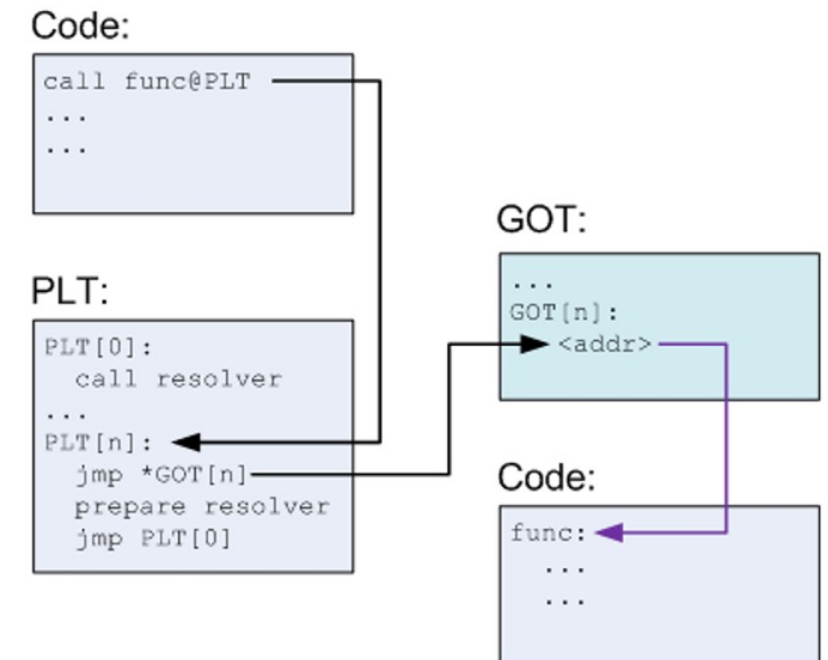 Code:
call func@PLT
...
...
PLT:
PLT[0]:
call resolver
...
PLT[n]:
jmp *GOT[n]
prepare resolver
jmp PLT[0]
GOT:
...
GOT[n]:
<addr>
Code:
func:
...
...